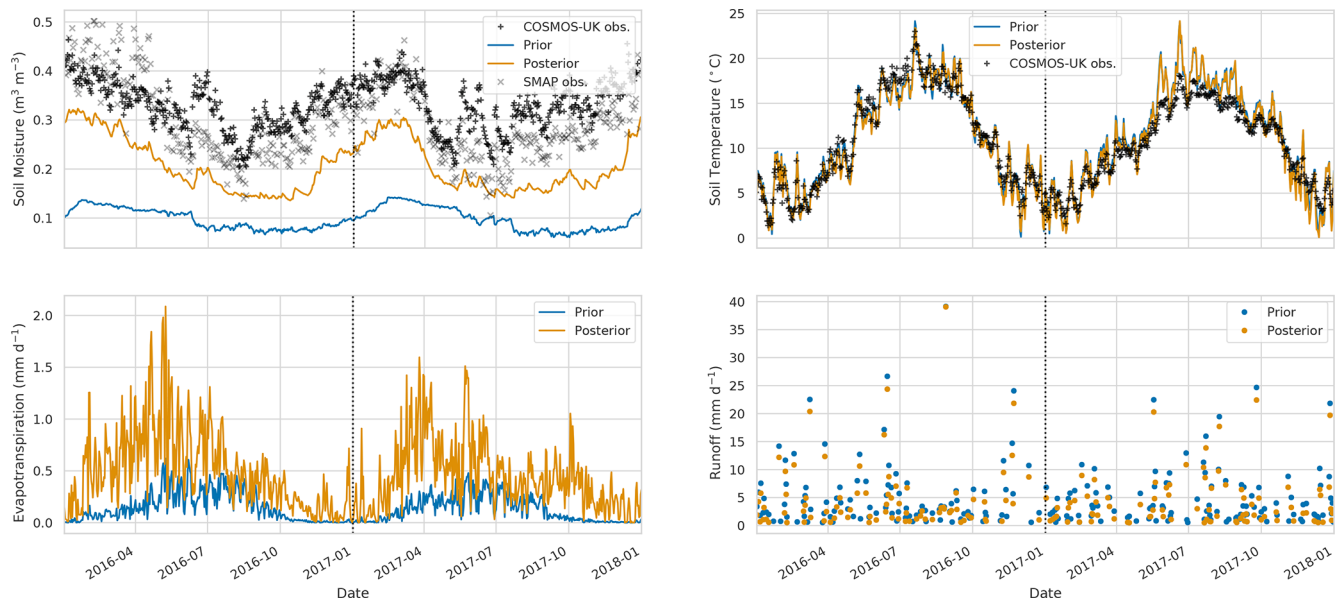 Soil Moisture (m³ m⁻³)
0.5
0.4
0.3
0.2
0.1
COSMOS-UK obs.
Prior
Posterior
SMAP obs.
Soil Temperature (°C)
25
20
15
10
5
0
Prior
Posterior
COSMOS-UK obs.
Evapotranspiration (mm d⁻¹)
2.0
1.5
1.0
0.5
0.0
Prior
Posterior
2016-04
2016-07
2016-10
2017-01
2017-04
2017-07
2017-10
2018-01
Date
Runoff (mm d⁻¹)
40
35
30
25
20
15
10
5
0
Prior
Posterior
2016-04
2016-07
2016-10
2017-01
2017-04
2017-07
2017-10
2018-01
Date